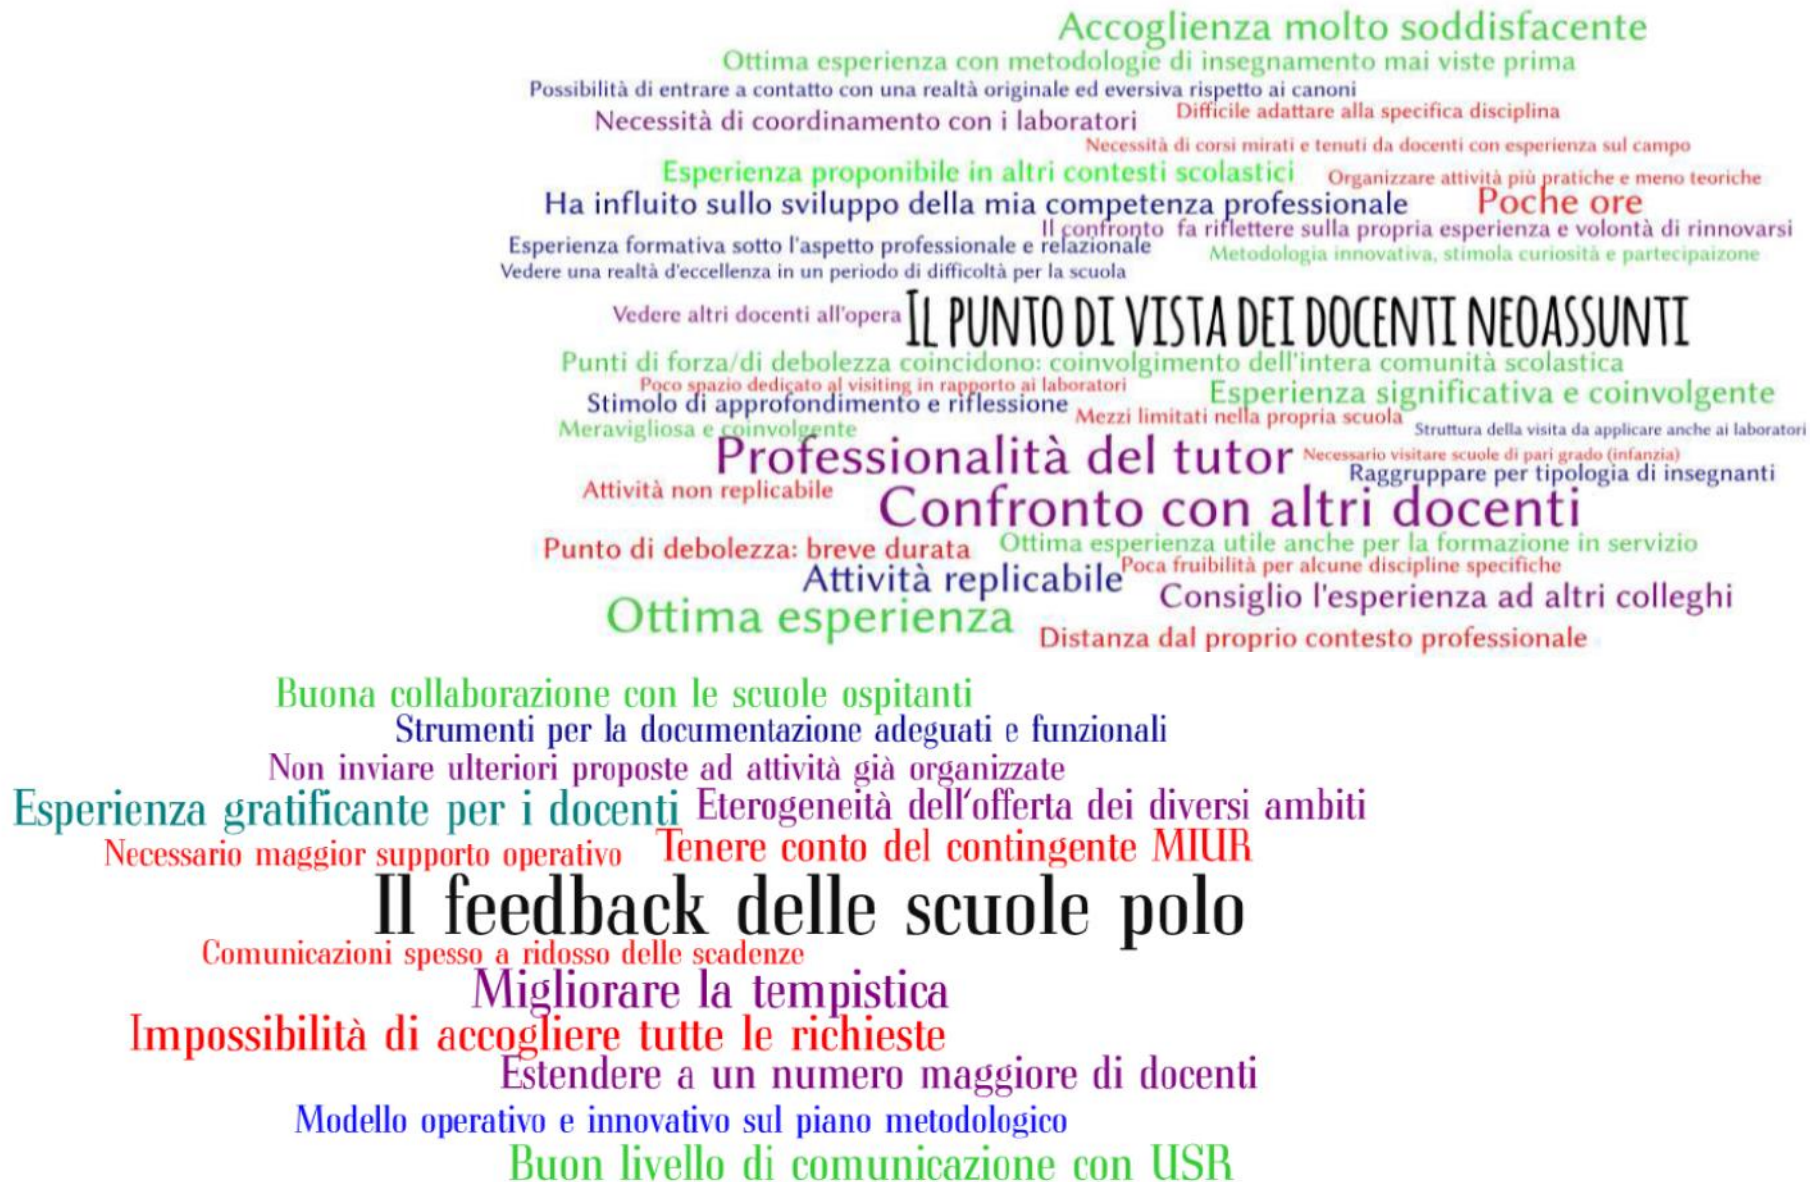 Accoglienza molto soddisfacente
Ottima esperienza con metodologie di insegnamento mai viste prima
Possibilità di entrare a contatto con una realtà originale ed eversiva rispetto ai canoni
Necessità di coordinamento con i laboratori
Difficile adattare alla specifica disciplina
Necessità di corsi mirati e tenuti da docenti con esperienza sul campo
Esperienza proponibile in altri contesti scolastici
Organizzare attività più pratiche e meno teoriche
Ha influito sullo sviluppo della mia competenza professionale
Poche ore
Il confronto fa riflettere sulla propria esperienza e volontà di rinnovarsi
Esperienza formativa sotto l'aspetto professionale e relazionale
Metodologia innovativa, stimola curiosità e partecipaizone
Vedere una realtà d'eccellenza in un periodo di difficoltà per la scuola
Vedere altri docenti all'opera
IL PUNTO DI VISTA DEI DOCENTI NEOASSUNTI
Punti di forza/di debolezza coincidono: coinvolgimento dell'intera comunità scolastica
Poco spazio dedicato al visiting in rapporto ai laboratori
Esperienza significativa e coinvolgente
Stimolo di approfondimento e riflessione
Mezzi limitati nella propria scuola
Meravigliosa e coinvolgente
Struttura della visita da applicare anche ai laboratori
Professionalità del tutor
Necessario visitare scuole di pari grado (infanzia)
Raggruppare per tipologia di insegnanti
Attività non replicabile
Confronto con altri docenti
Punto di debolezza: breve durata
Ottima esperienza utile anche per la formazione in servizio
Attività replicabile
Poca fruibilità per alcune discipline specifiche
Consiglio l'esperienza ad altri colleghi
Ottima esperienza
Distanza dal proprio contesto professionale
Buona collaborazione con le scuole ospitanti
Strumenti per la documentazione adeguati e funzionali
Non inviare ulteriori proposte ad attività già organizzate
Esperienza gratificante per i docenti
Eterogeneità dell'offerta dei diversi ambiti
Necessario maggior supporto operativo
Tenere conto del contingente MIUR
Il feedback delle scuole polo
Comunicazioni spesso a ridosso delle scadenze
Migliorare la tempistica
Impossibilità di accogliere tutte le richieste
Estendere a un numero maggiore di docenti
Modello operativo e innovativo sul piano metodologico
Buon livello di comunicazione con USR